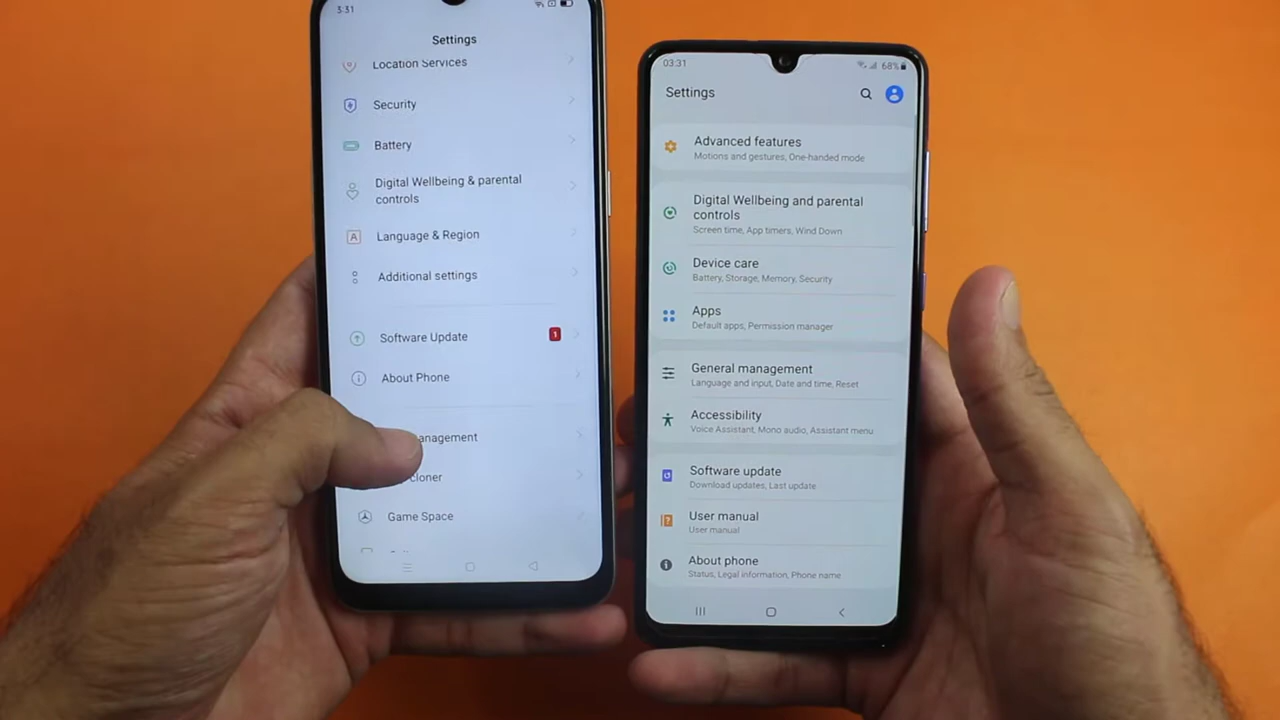 3:31
Settings
Location Services
Security
Battery
Digital Wellbeing & parental
controls
A Language & Region
Additional settings
Software Update 1
About Phone
anagement
cloner
Game Space
03:31
68%
Settings
Advanced features
Motions and gestures, One-handed mode
Digital Wellbeing and parental
controls
Screen time, App timers, Wind Down
Device care
Battery, Storage, Memory, Security
Apps
Default apps, Permission manager
General management
Language and input, Date and time, Reset
Accessibility
Voice Assistant, Mono audio, Assistant menu
Software update
Download updates, Last update
User manual
User manual
About phone
Status, Legal information, Phone name